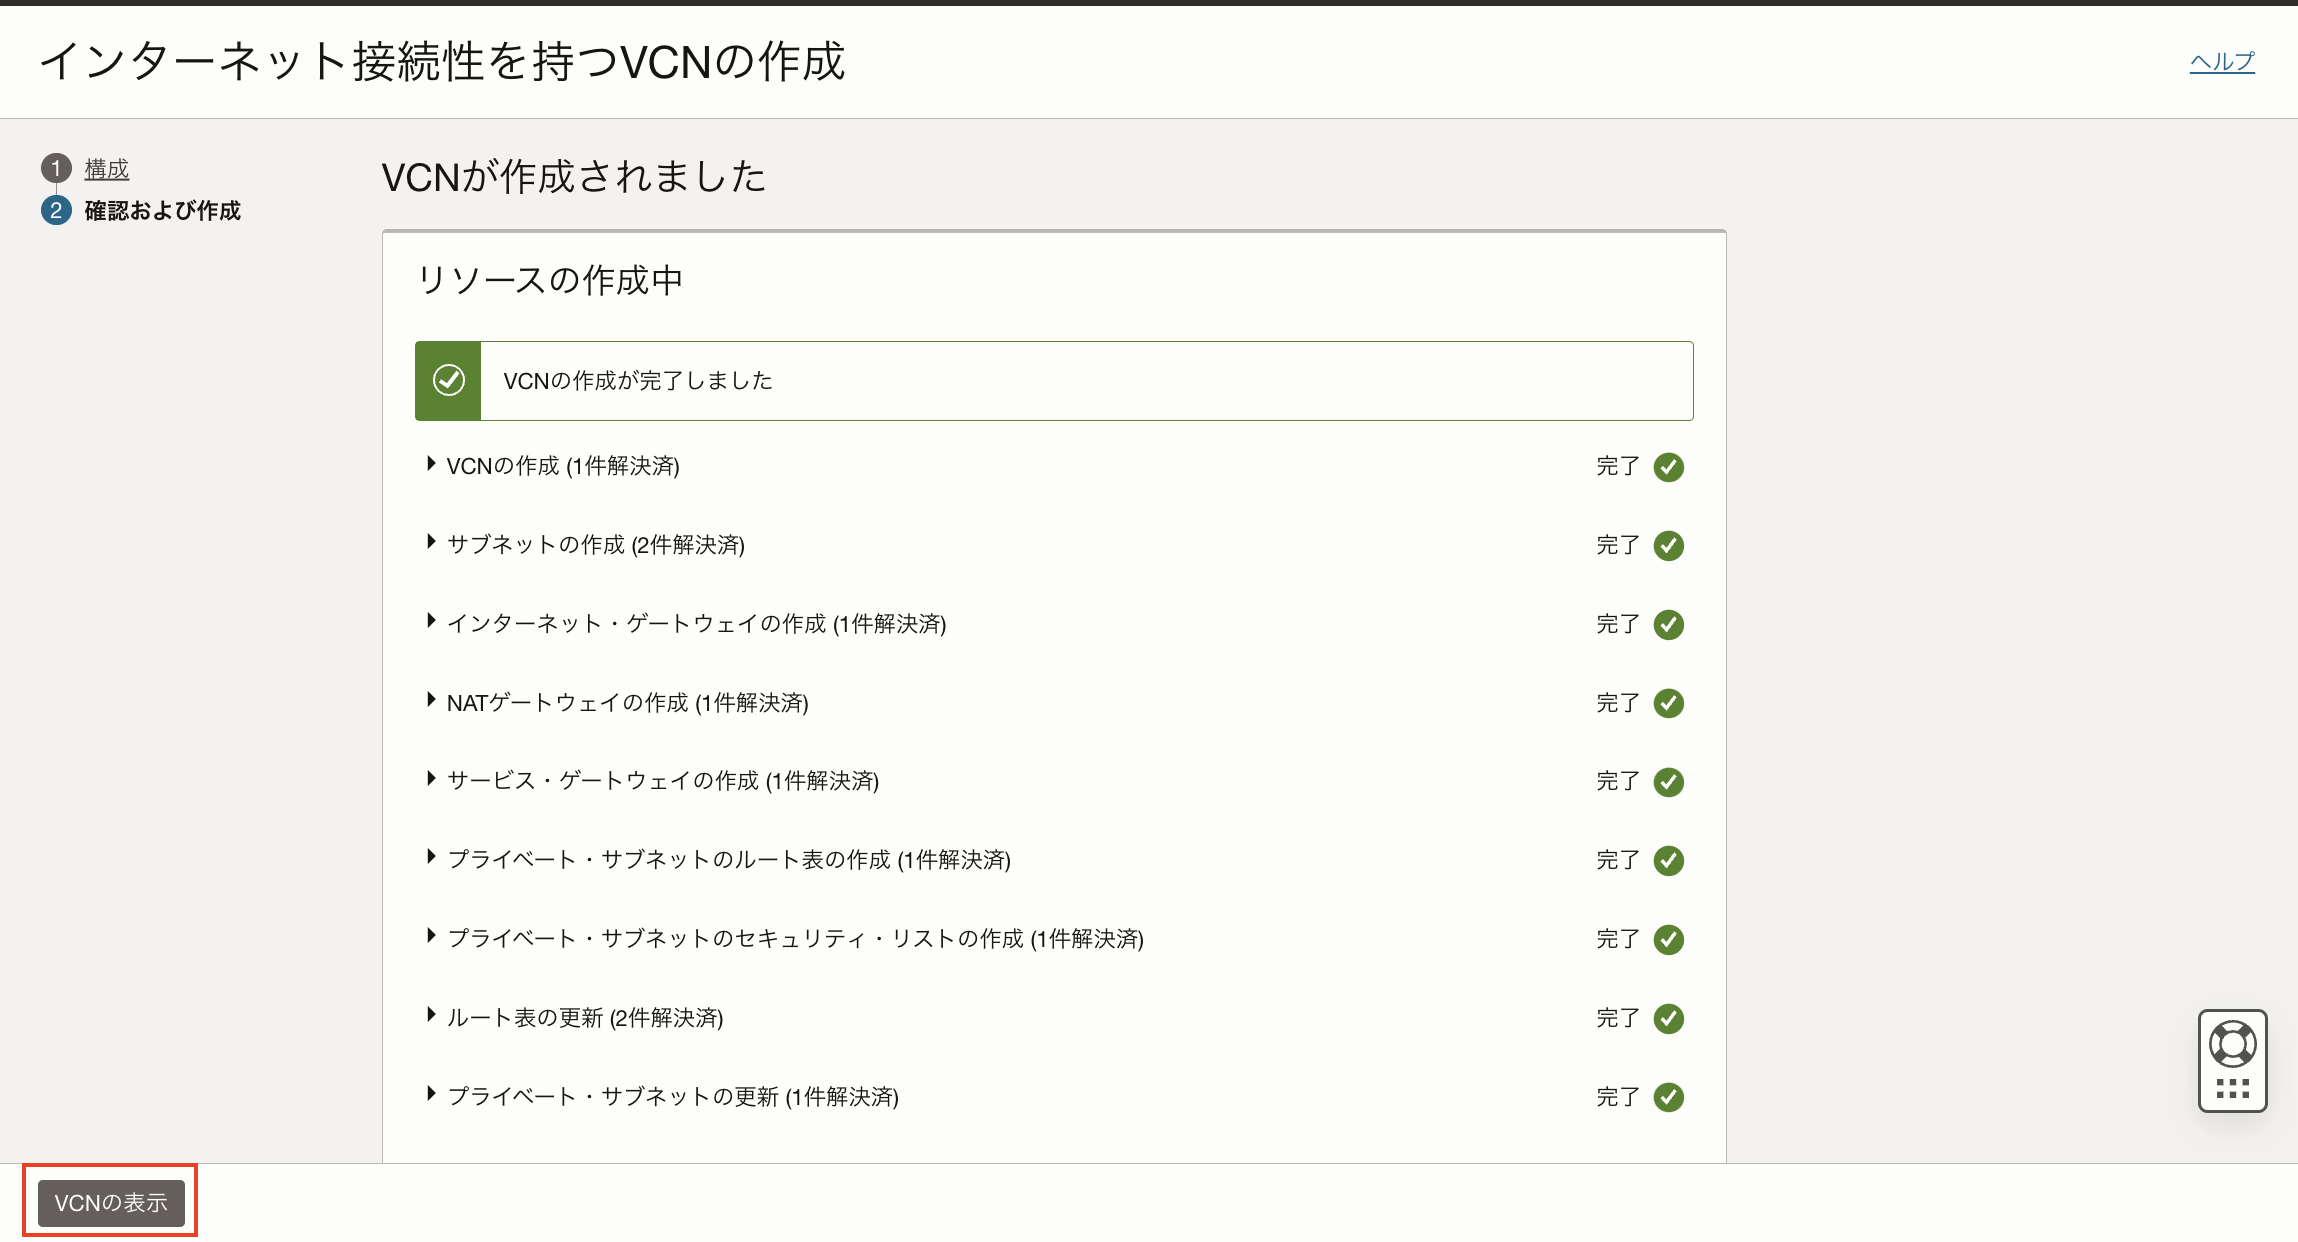 インターネット接続性を持つVCNの作成
ヘルプ
1 構成
2 確認および作成
VCNが作成されました
リソースの作成中
VCNの作成が完了しました
VCNの作成 (1件解決済) 完了
サブネットの作成 (2件解決済) 完了
インターネット・ゲートウェイの作成 (1件解決済) 完了
NATゲートウェイの作成 (1件解決済) 完了
サービス・ゲートウェイの作成 (1件解決済) 完了
プライベート・サブネットのルート表の作成 (1件解決済) 完了
プライベート・サブネットのセキュリティ・リストの作成 (1件解決済) 完了
ルート表の更新 (2件解決済) 完了
プライベート・サブネットの更新 (1件解決済) 完了
VCNの表示